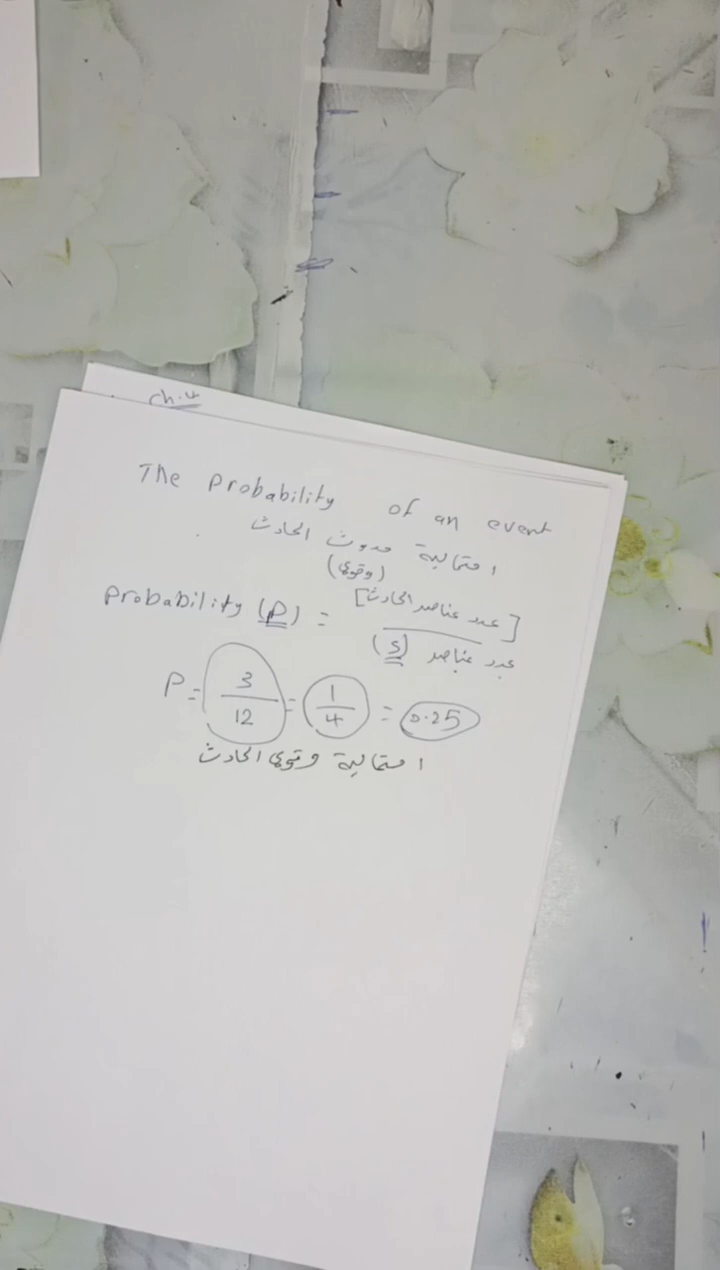 ch.4
The probability of an event
احتمالية حدوث الحادث
(وقوع)
probability (P) = [عدد عناصر الحادث]
عدد عناصر (S)
P = 3/12 = 1/4 = 0.25
احتمالية وقوع الحادث